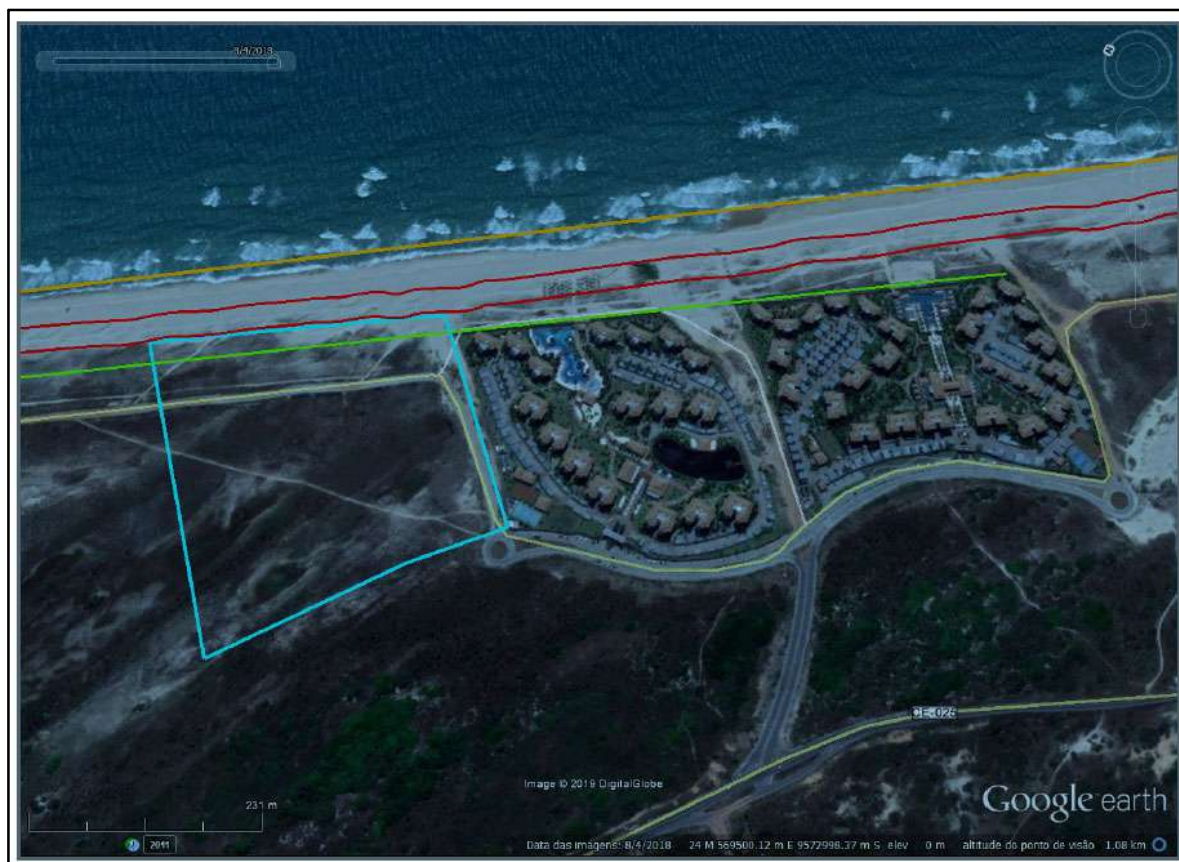 8/4/2018
CE-025
Image © 2019 DigitalGlobe
Google earth
231 m
2011
Data das imagens: 8/4/2018 24 M 569500.12 m E 9572998.37 m S elev 0 m altitude do ponto de visão 1.08 km